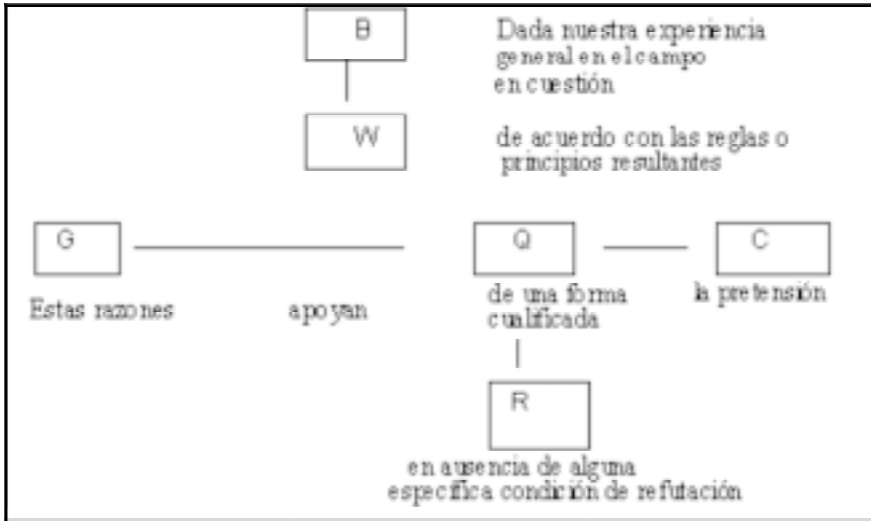 B
Dada nuestra experiencia
general en el campo
en cuestión
W
de acuerdo con las reglas o
principios resultantes
G
Q
C
Estas razones
apoyan
de una forma
cualificada
la pretensión
R
en ausencia de alguna
específica condición de refutación